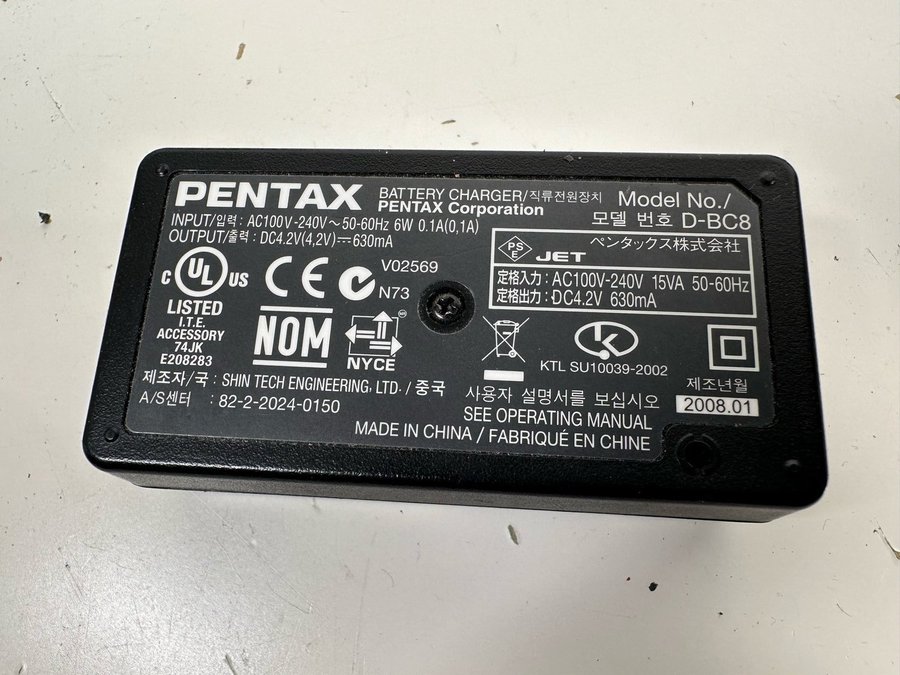 PENTAX BATTERY CHARGER/직류전원장치 Model No./
PENTAX Corporation 모델 번호 D-BC8
INPUT/입력 : AC100V-240V～50-60Hz 6W 0.1A(0,1A)
OUTPUT/출력 : DC4.2V(4,2V)⎓630mA
PS
E
JET
ペンタックス株式会社
定格入力 : AC100V-240V 15VA 50-60Hz
定格出力 : DC4.2V 630mA
C UL US
LISTED
I.T.E.
ACCESSORY
74JK
E208283
CE
V02569
N73
NOM
NYCE
KTL SU10039-2002
제조자/국 : SHIN TECH ENGINEERING, LTD. / 중국
A/S센터 : 82-2-2024-0150
사용자 설명서를 보십시오
SEE OPERATING MANUAL
MADE IN CHINA / FABRIQUÉ EN CHINE
제조년월
2008.01